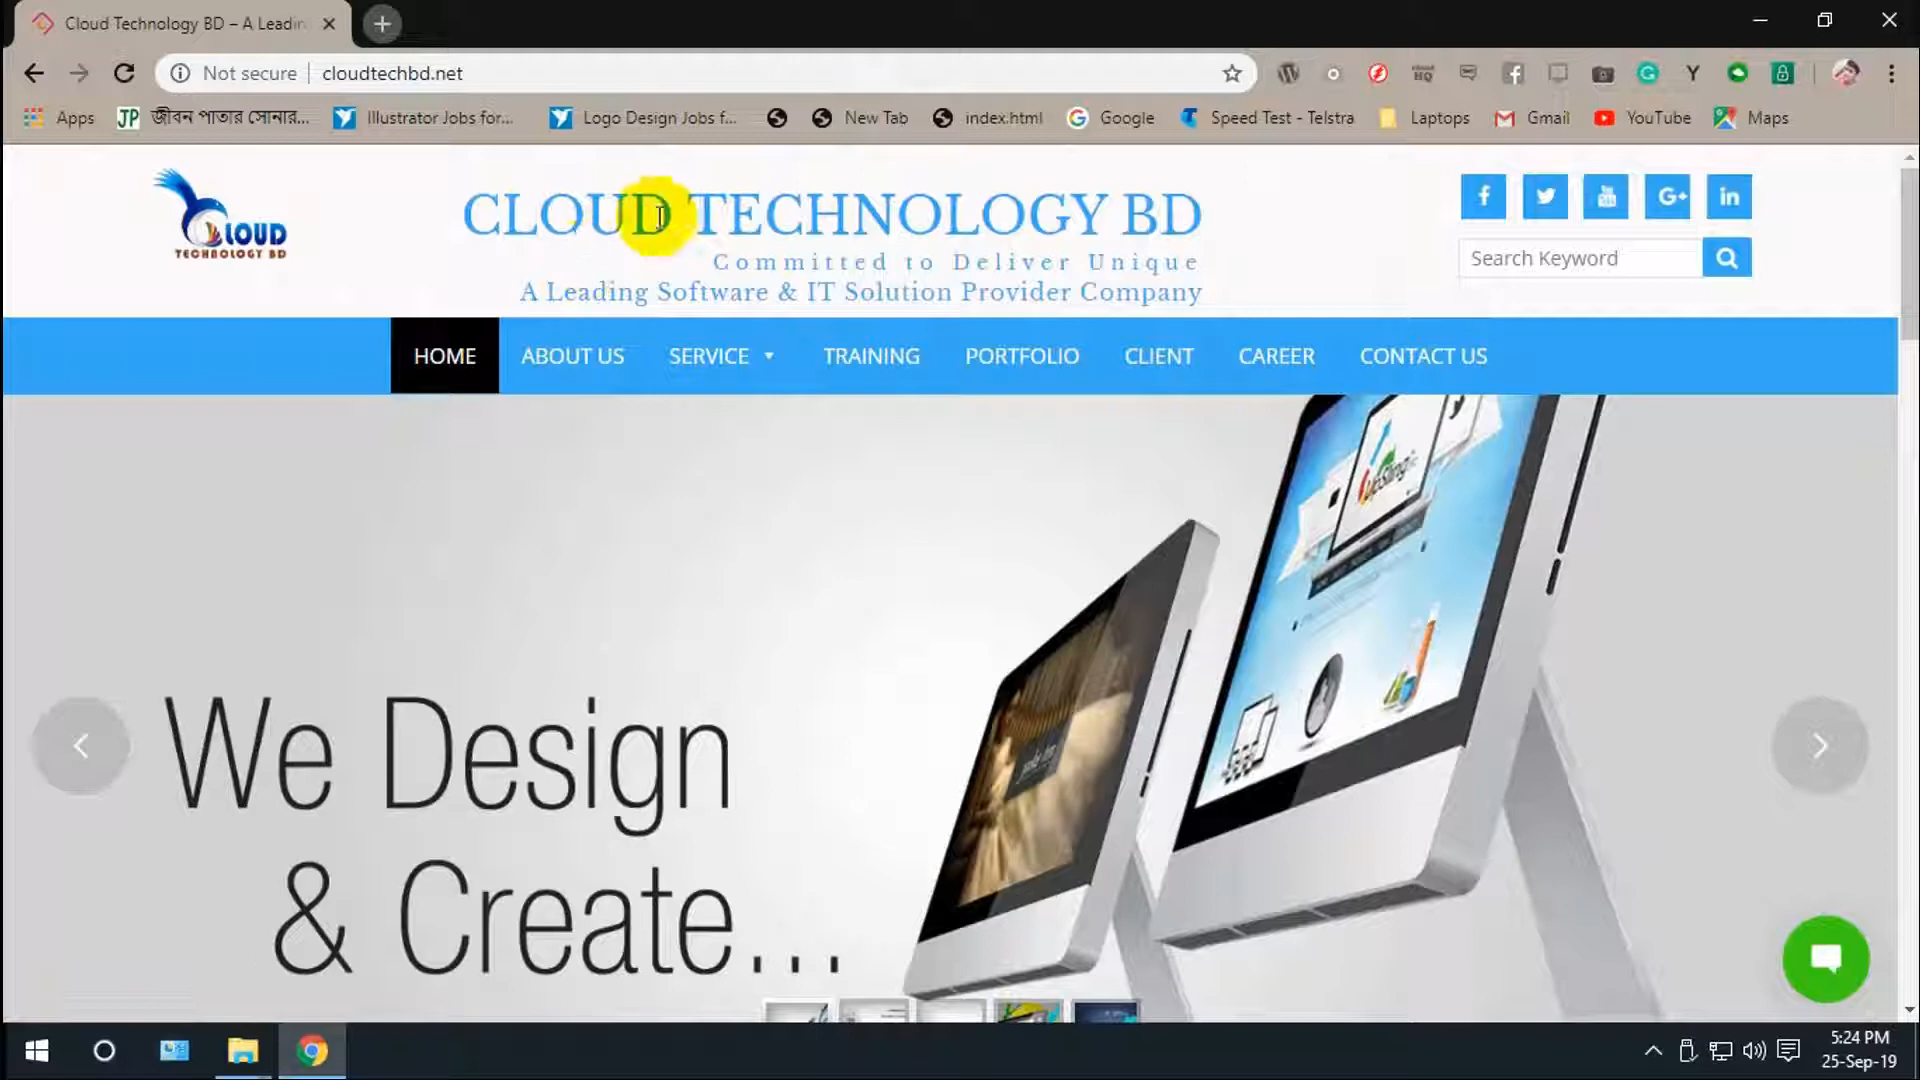 Cloud Technology BD – A Leadin
Not secure cloudtechbd.net
Apps JP জীবন পাতার সোনার... Illustrator Jobs for... Logo Design Jobs f... New Tab index.html Google Speed Test - Telstra Laptops Gmail YouTube Maps
CLOUD TECHNOLOGY BD
CLOUD
TECHNOLOGY BD
Committed to Deliver Unique
A Leading Software & IT Solution Provider Company
Search Keyword
HOME ABOUT US SERVICE TRAINING PORTFOLIO CLIENT CAREER CONTACT US
We Design
& Create...
5:24 PM
25-Sep-19